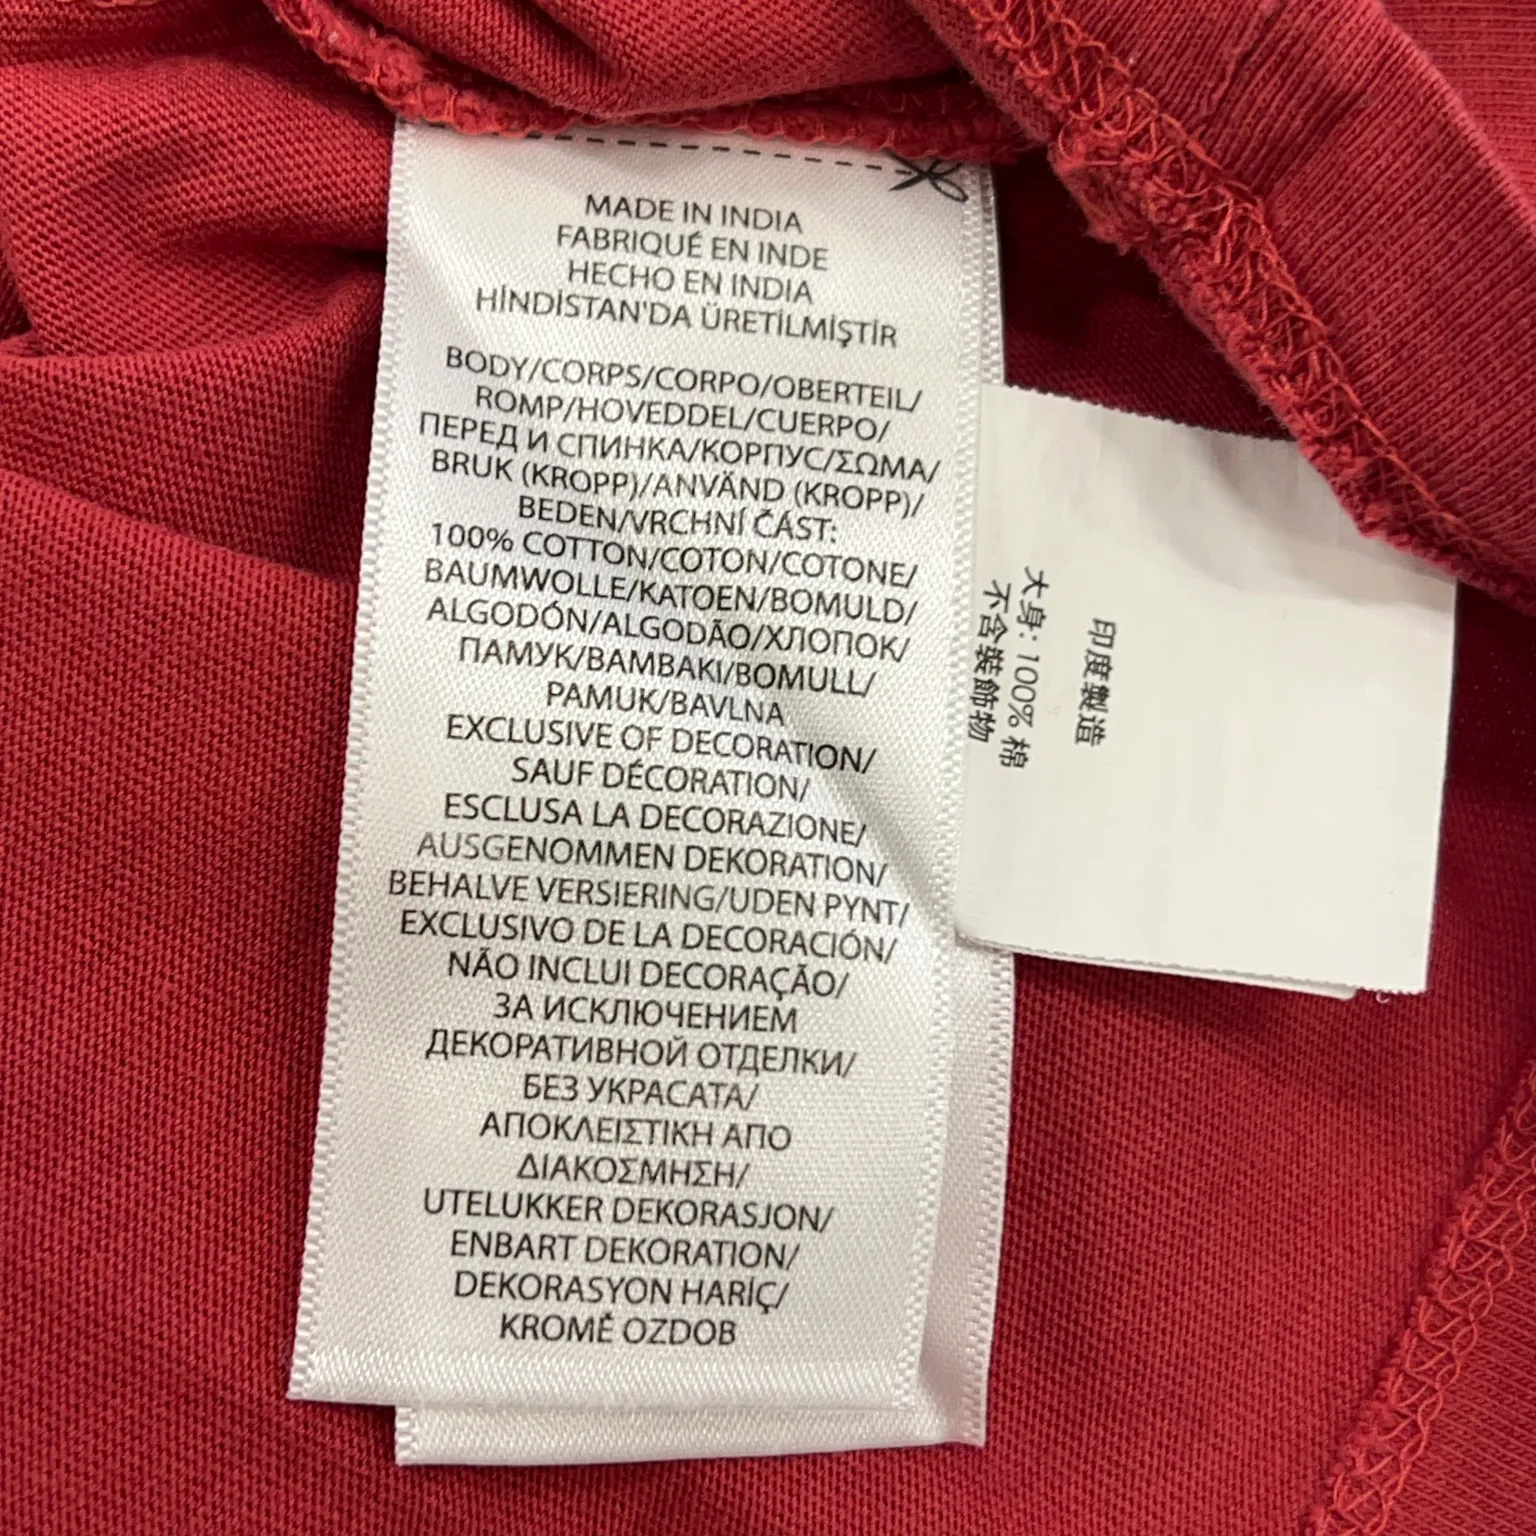 MADE IN INDIA
FABRIQUÉ EN INDE
HECHO EN INDIA
HİNDİSTAN'DA ÜRETİLMİŞTİR
BODY/CORPS/CORPO/OBERTEIL/
ROMP/HOVEDDEL/CUERPO/
ПЕРЕД И СПИНКА/КОРПУС/ΣΩΜΑ/
BRUK (KROPP)/ANVÄND (KROPP)/
BEDEN/VRCHNÍ ČÁST:
100% COTTON/COTON/COTONE/
BAUMWOLLE/KATOEN/BOMULD/
ALGODÓN/ALGODÃO/ХЛОПОК/
ПАМУК/BAMBAKI/BOMULL/
PAMUK/BAVLNA
EXCLUSIVE OF DECORATION/
SAUF DÉCORATION/
ESCLUSA LA DECORAZIONE/
AUSGENOMMEN DEKORATION/
BEHALVE VERSIERING/UDEN PYNT/
EXCLUSIVO DE LA DECORACIÓN/
NÃO INCLUI DECORAÇÃO/
ЗА ИСКЛЮЧЕНИЕМ
ДЕКОРАТИВНОЙ ОТДЕЛКИ/
БЕЗ УКРАСАТА/
ΑΠΟΚΛΕΙΣΤΙΚΗ ΑΠΟ
ΔΙΑΚΟΣΜΗΣΗ/
UTELUKKER DEKORASJON/
ENBART DEKORATION/
DEKORASYON HARİÇ/
KROMĚ OZDOB
印度製造
大身: 100% 棉
不含裝飾物